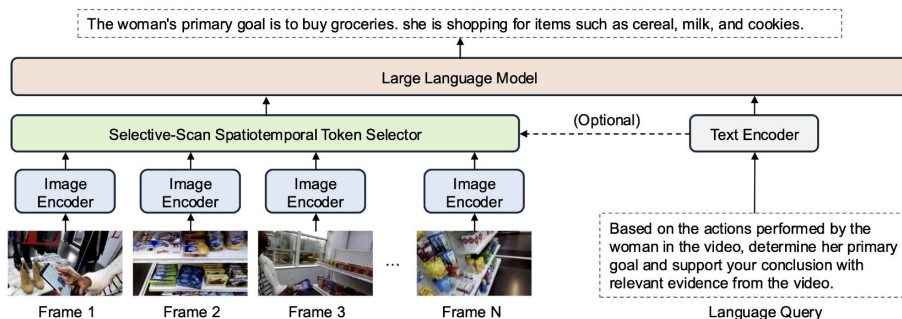 The woman's primary goal is to buy groceries. she is shopping for items such as cereal, milk, and cookies.
Large Language Model
Selective-Scan Spatiotemporal Token Selector
(Optional)
Text Encoder
Image
Encoder
Image
Encoder
Image
Encoder
Image
Encoder
Based on the actions performed by the
woman in the video, determine her primary
goal and support your conclusion with
relevant evidence from the video.
...
Frame 1
Frame 2
Frame 3
Frame N
Language Query